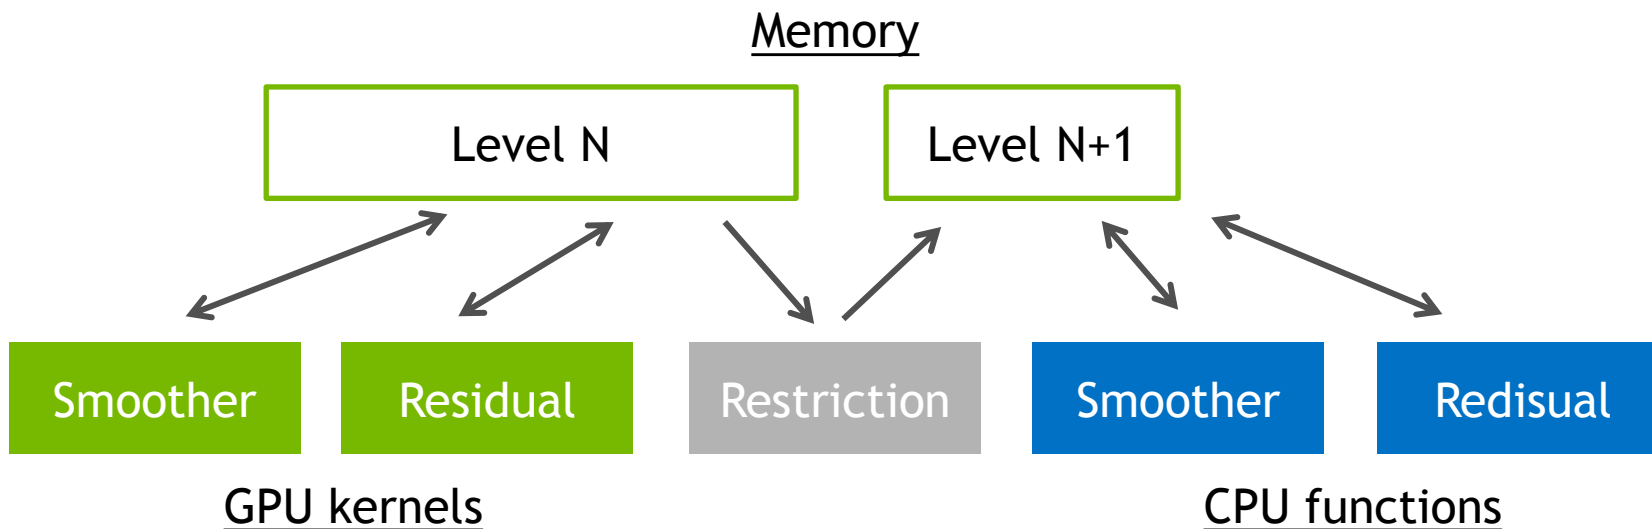 Memory
Level N
Level N+1
Smoother
Residual
Restriction
Smoother
Redisual
GPU kernels
CPU functions